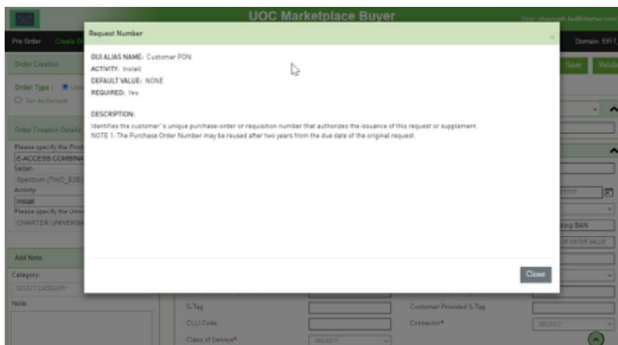 UOC Marketplace Buyer
Pre Order
Domain:
Request Number
GUI ALIAS NAME: Customer PON
ACTIVITY: Install
DEFAULT VALUE: NONE
REQUIRED: Yes
DESCRIPTION:
Identifies the customer`s unique purchase-order or requisition number that authorizes the issuance of this request or supplement.
NOTE 1: The Purchase Order Number may be reused after two years from the due date of the original request.
Close
Order Creation
Save
Order Type :
Set As Default
Order Creation Details
Please specify the
E-ACCESS COMBINA
Seller:
Activity:
Install
Please specify the
CHARTER UNIVERSA
Add Note
Category:
SELECT CATEGORY
Note:
S-Tag
Customer Provided S-Tag
CLLI Code
Connector*
SELECT
Class of Service*
SELECT